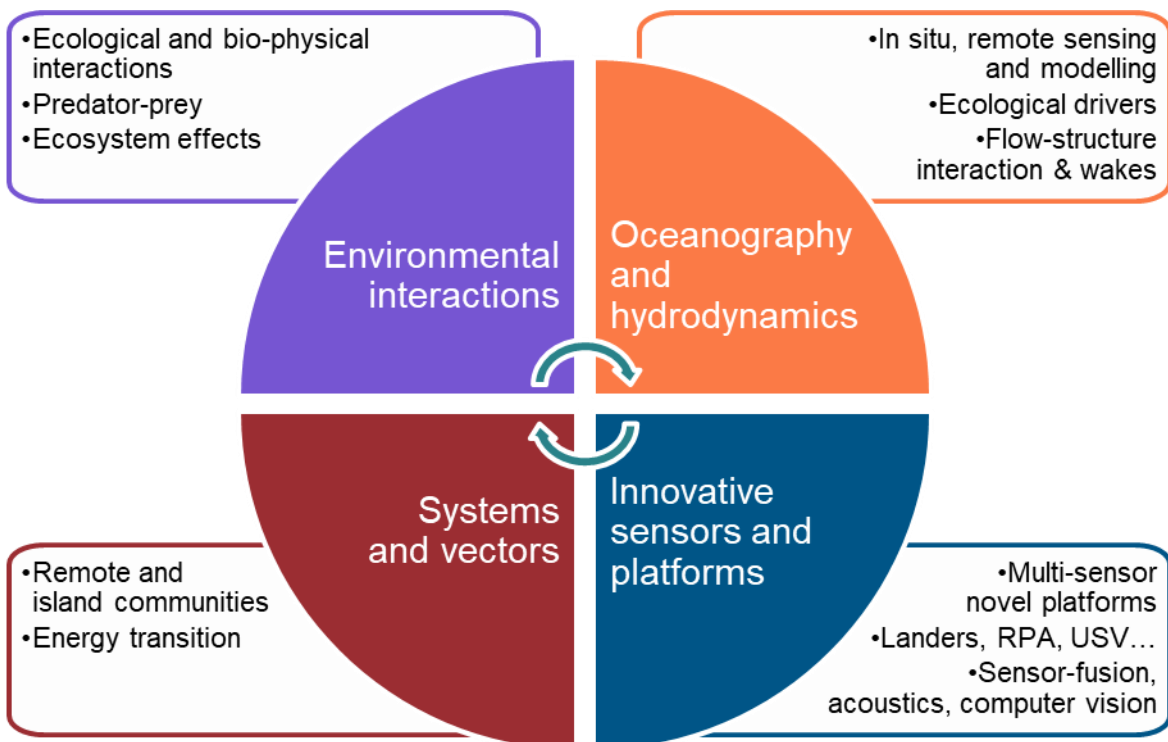 •Ecological and bio-physical
interactions
•Predator-prey
•Ecosystem effects
•In situ, remote sensing
and modelling
•Ecological drivers
•Flow-structure
interaction & wakes
Environmental
interactions
Oceanography
and
hydrodynamics
Systems
and vectors
Innovative
sensors and
platforms
•Remote and
island communities
•Energy transition
•Multi-sensor
novel platforms
•Landers, RPA, USV…
•Sensor-fusion,
acoustics, computer vision